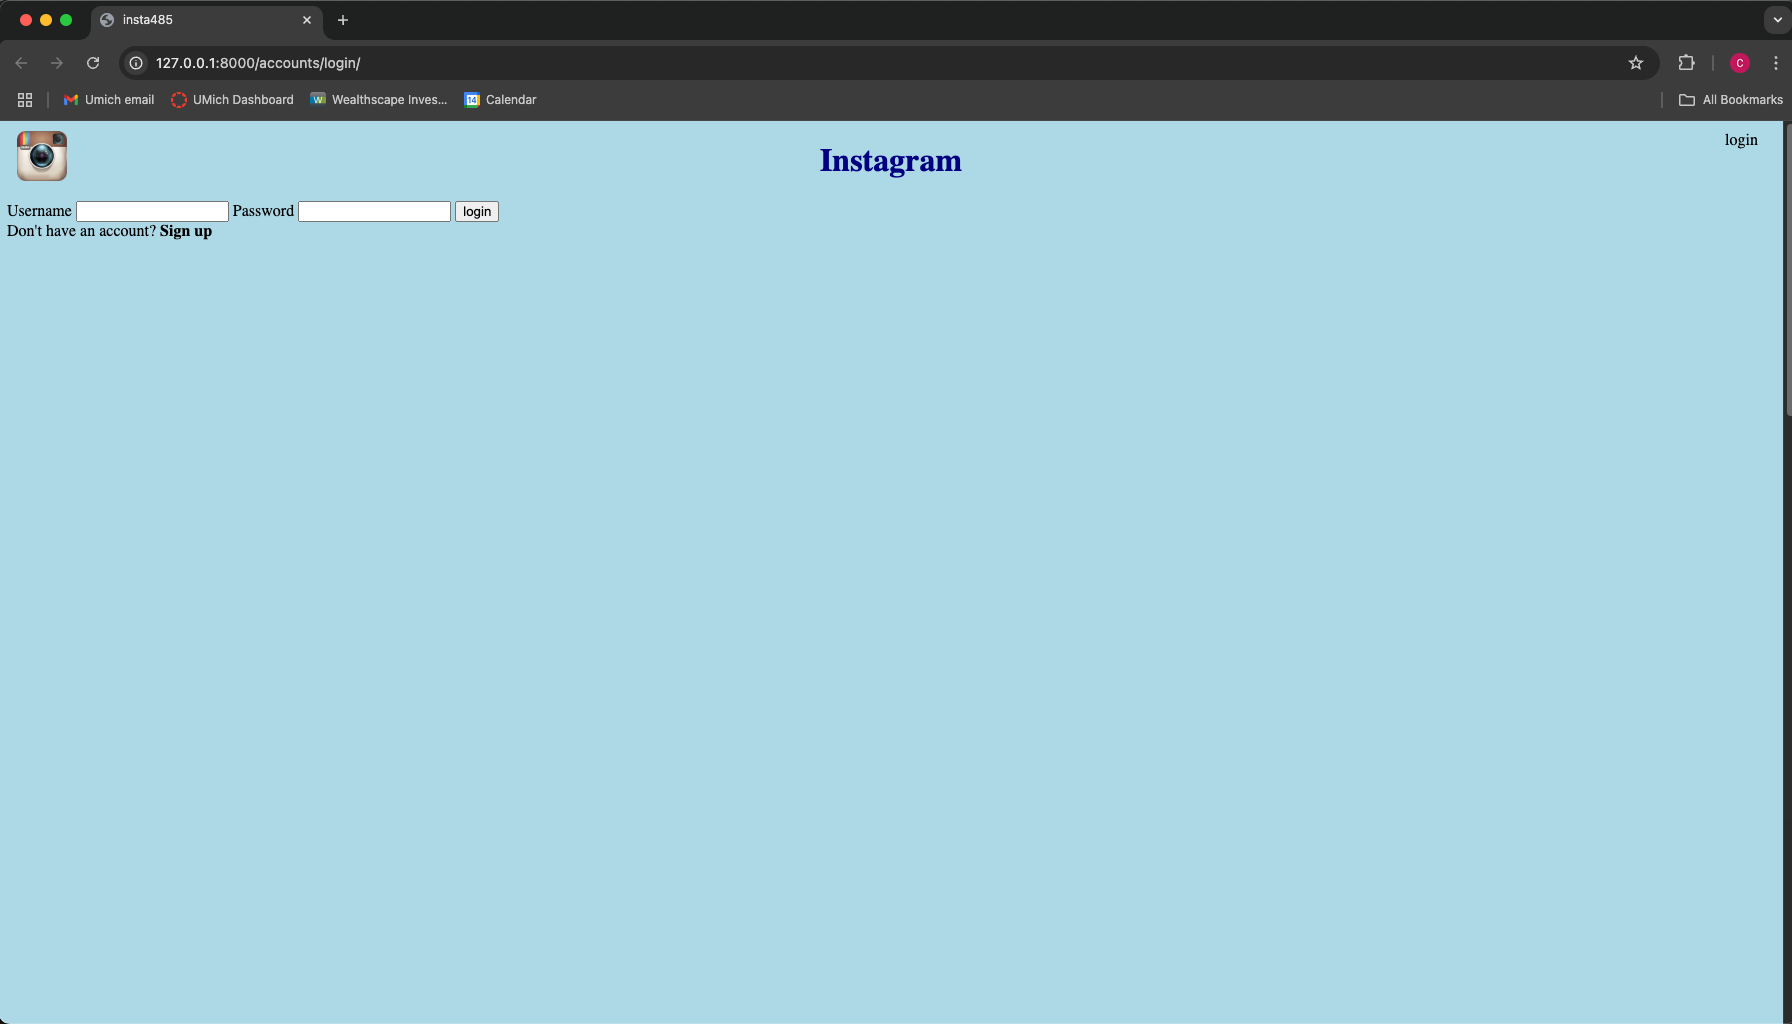 insta485
127.0.0.1:8000/accounts/login/
C
Umich email
UMich Dashboard
W
Wealthscape Inves...
14
Calendar
All Bookmarks
login
Instagram
Username
Password
login
Don't have an account? Sign up